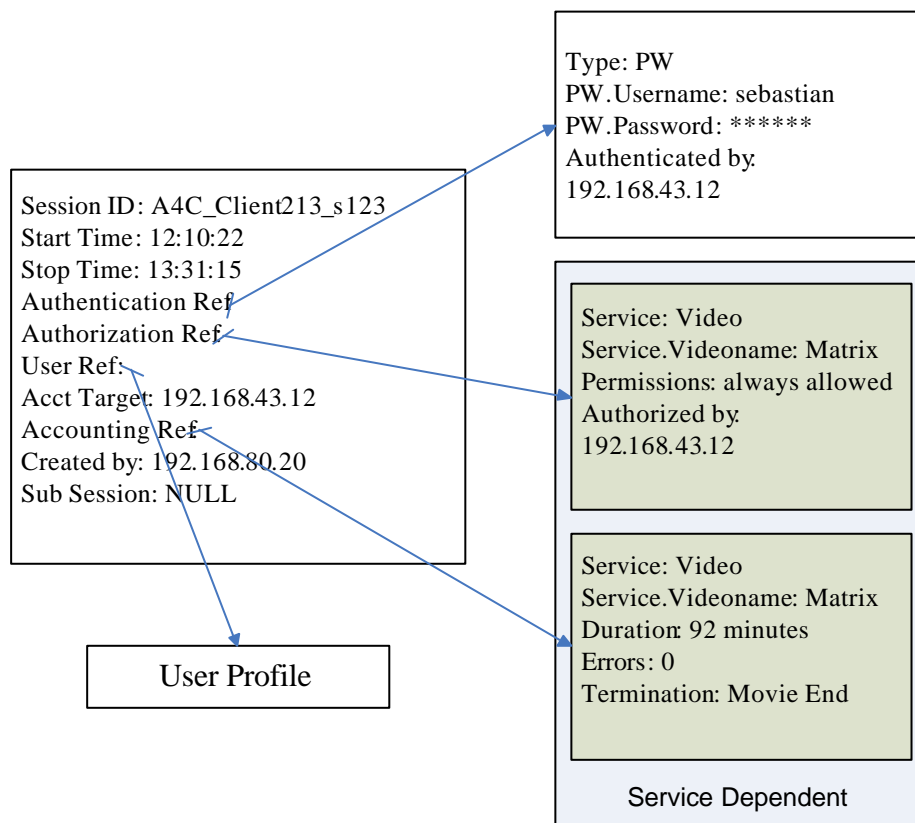 Session ID: A4C_Client213_s123
Start Time: 12:10:22
Stop Time: 13:31:15
Authentication Ref
Authorization Ref:
User Ref:
Acct Target: 192.168.43.12
Accounting Ref:
Created by: 192.168.80.20
Sub Session: NULL
User Profile
Type: PW
PW.Username: sebastian
PW.Password: ******
Authenticated by:
192.168.43.12
Service: Video
Service.Videoname: Matrix
Permissions: always allowed
Authorized by:
192.168.43.12
Service: Video
Service.Videoname: Matrix
Duration: 92 minutes
Errors: 0
Termination: Movie End
Service Dependent